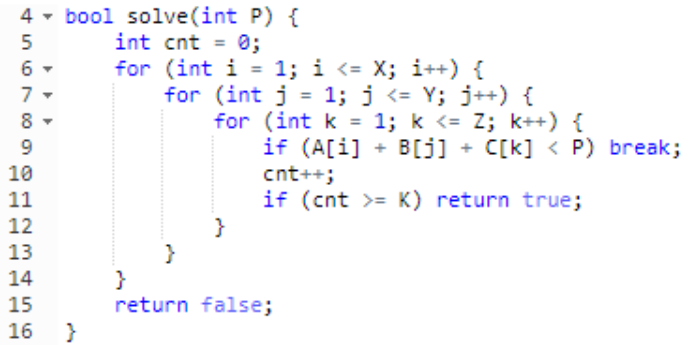 4 bool solve(int P) {
5     int cnt = 0;
6     for (int i = 1; i <= X; i++) {
7         for (int j = 1; j <= Y; j++) {
8             for (int k = 1; k <= Z; k++) {
9                 if (A[i] + B[j] + C[k] < P) break;
10                 cnt++;
11                 if (cnt >= K) return true;
12             }
13         }
14     }
15     return false;
16 }